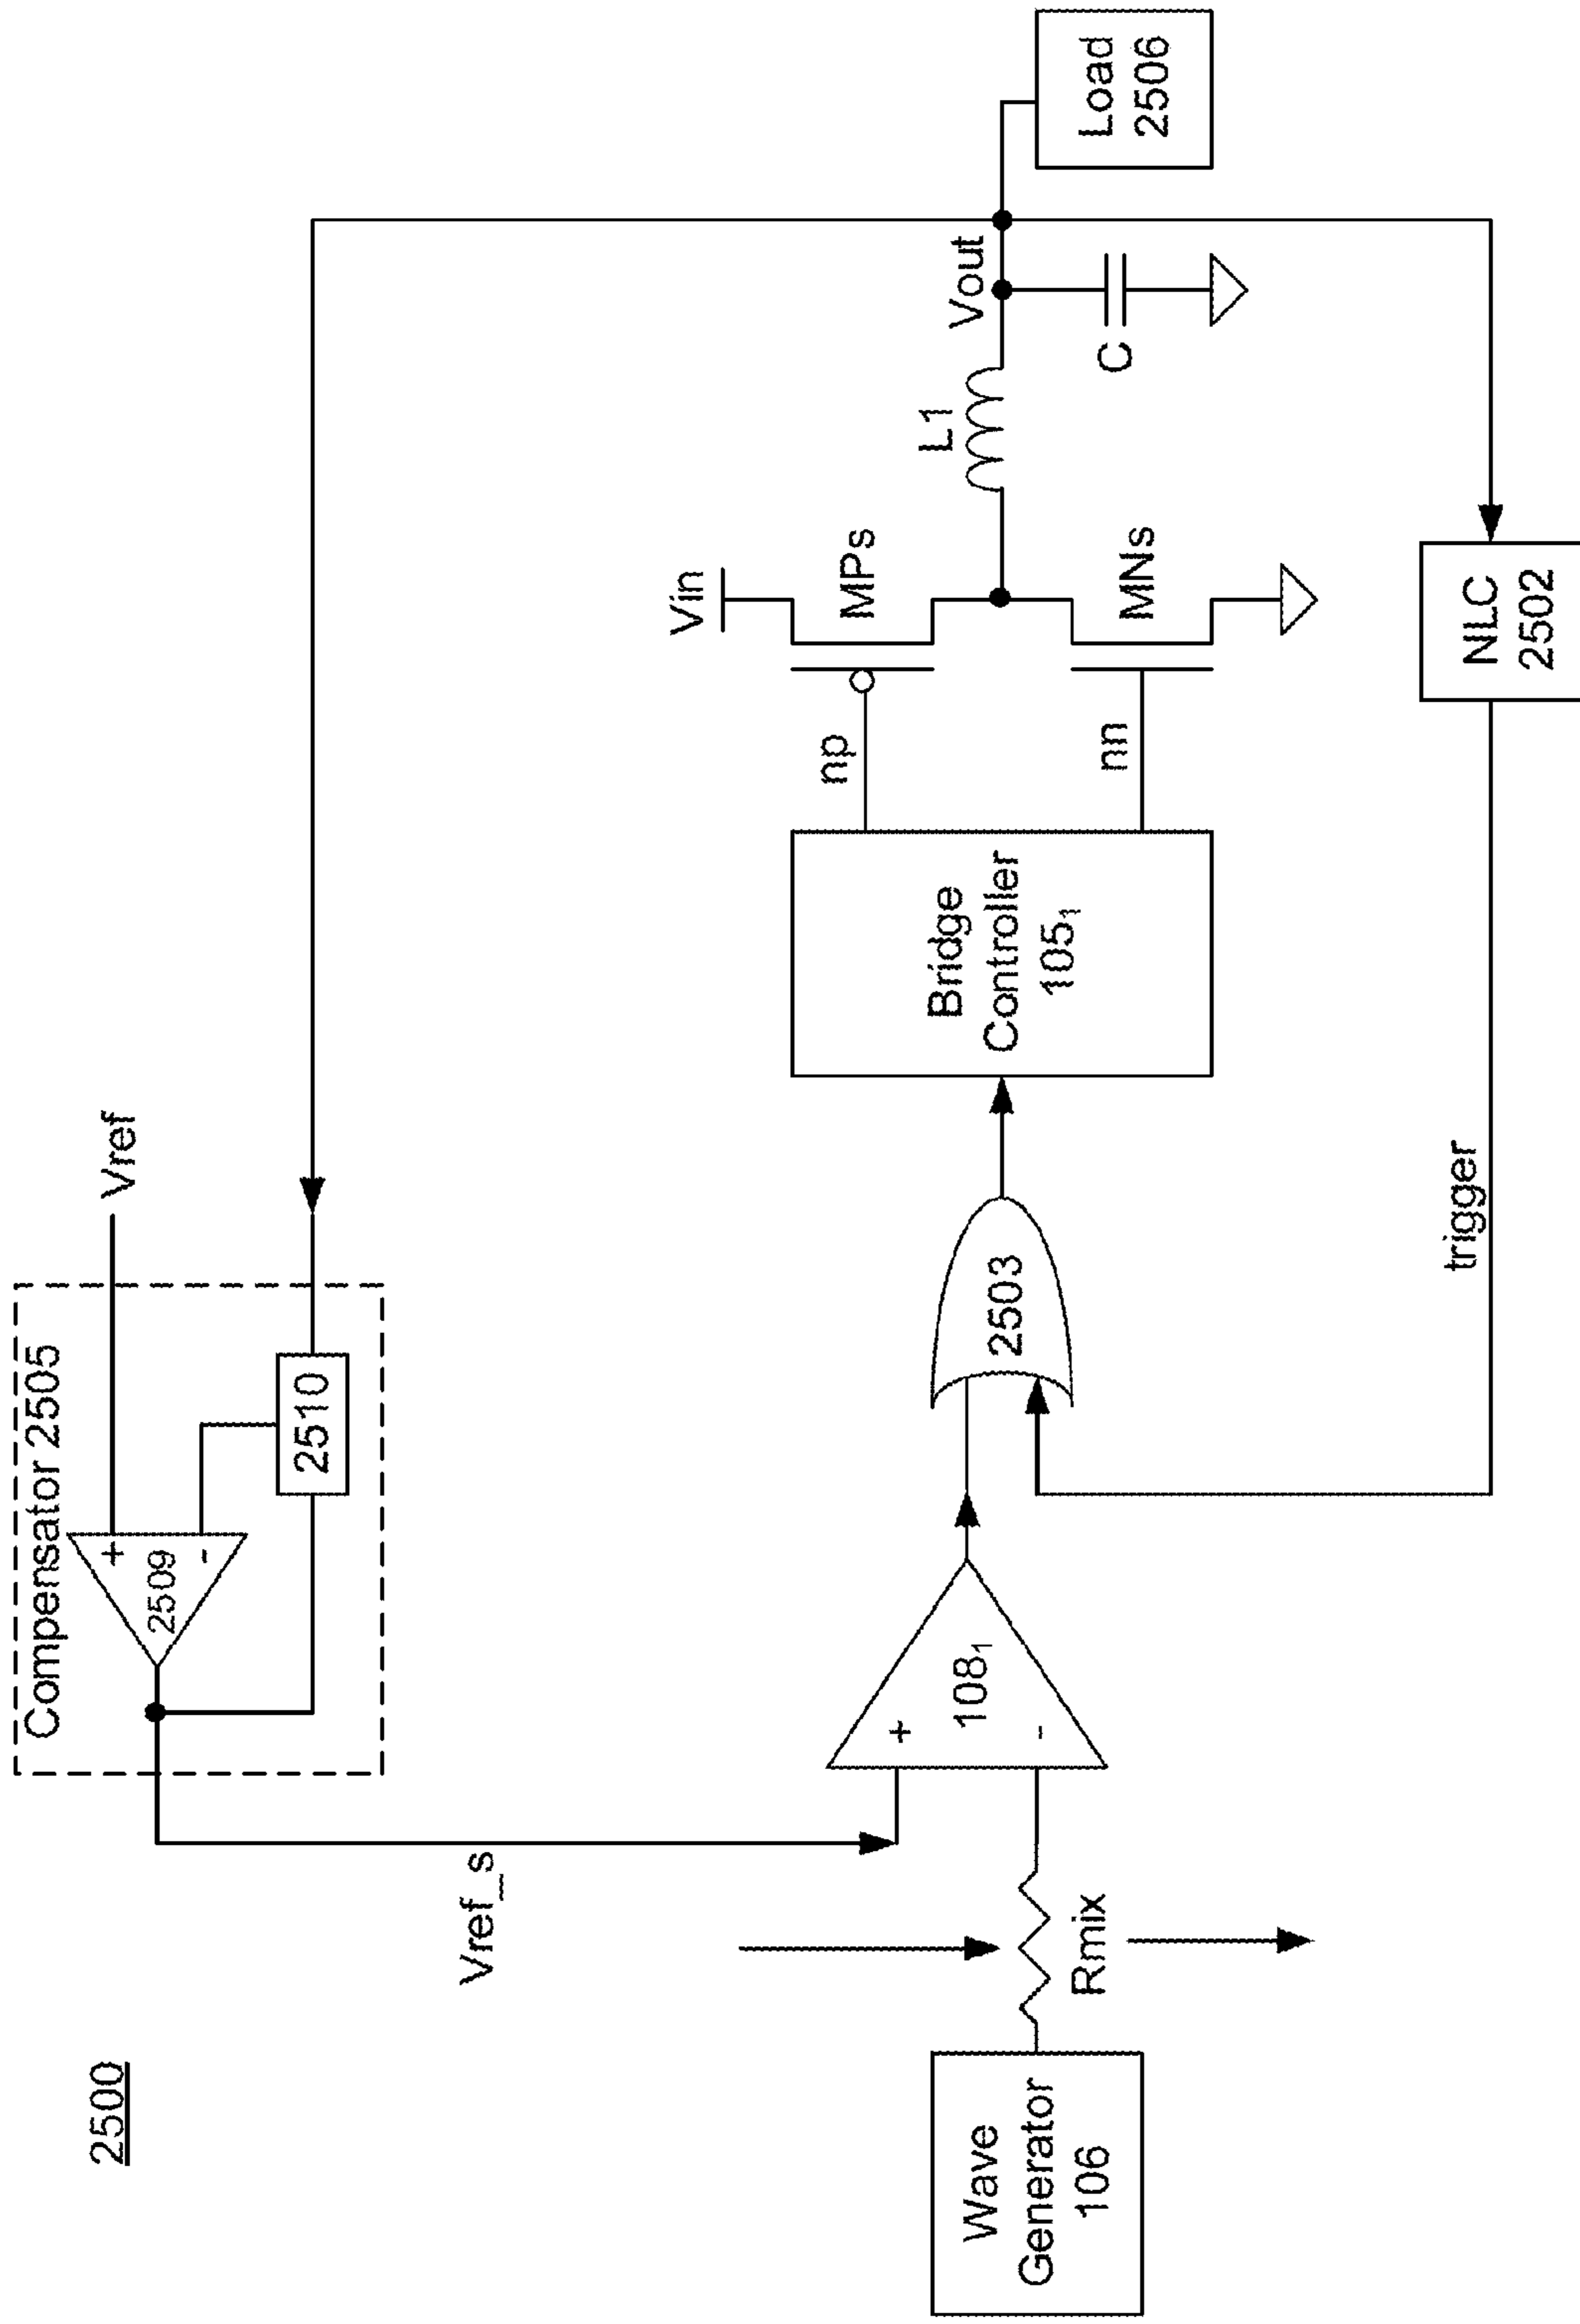 2500
Compensator 2505
+
2509
-
2510
Vref
Vref_s
Wave
Generator
106
Rmix
+
-
108₁
2503
trigger
Bridge
Controller
105₁
np
nn
Vin
MPs
MNs
L1
Vout
C
Load
2506
NLC
2502